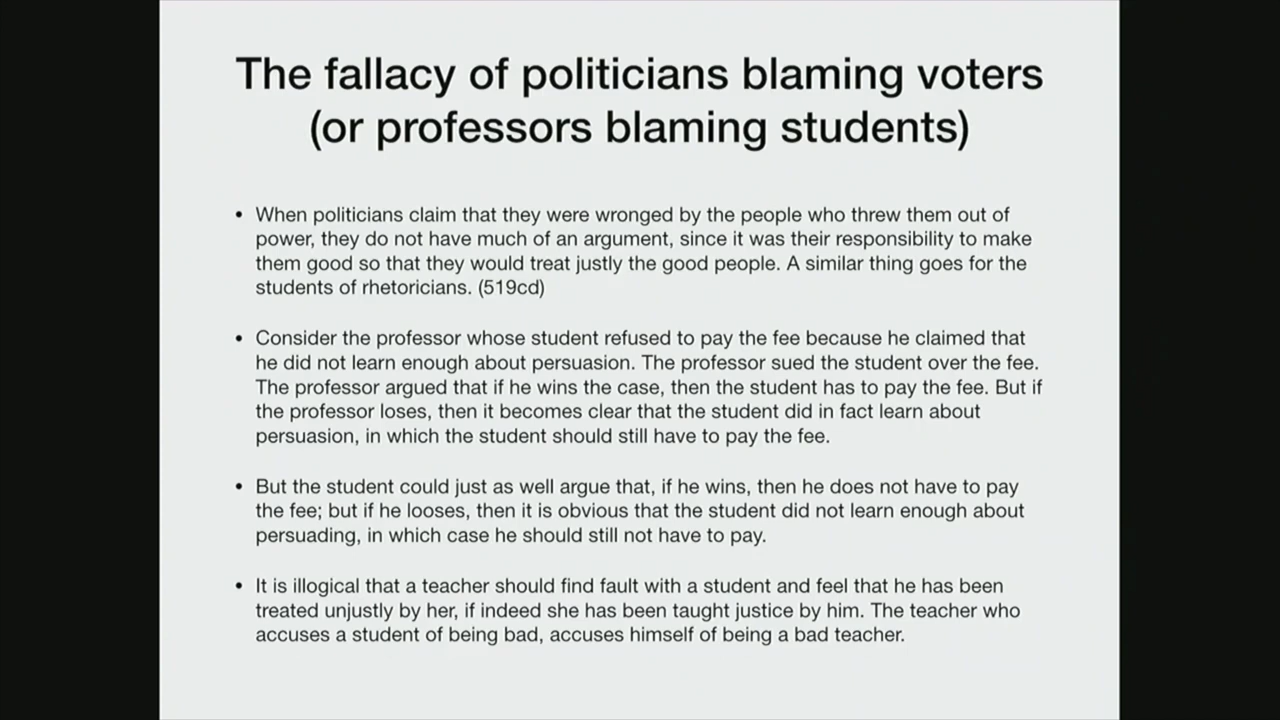 The fallacy of politicians blaming voters
(or professors blaming students)
• When politicians claim that they were wronged by the people who threw them out of
power, they do not have much of an argument, since it was their responsibility to make
them good so that they would treat justly the good people. A similar thing goes for the
students of rhetoricians. (519cd)
• Consider the professor whose student refused to pay the fee because he claimed that
he did not learn enough about persuasion. The professor sued the student over the fee.
The professor argued that if he wins the case, then the student has to pay the fee. But if
the professor loses, then it becomes clear that the student did in fact learn about
persuasion, in which the student should still have to pay the fee.
• But the student could just as well argue that, if he wins, then he does not have to pay
the fee; but if he looses, then it is obvious that the student did not learn enough about
persuading, in which case he should still not have to pay.
• It is illogical that a teacher should find fault with a student and feel that he has been
treated unjustly by her, if indeed she has been taught justice by him. The teacher who
accuses a student of being bad, accuses himself of being a bad teacher.